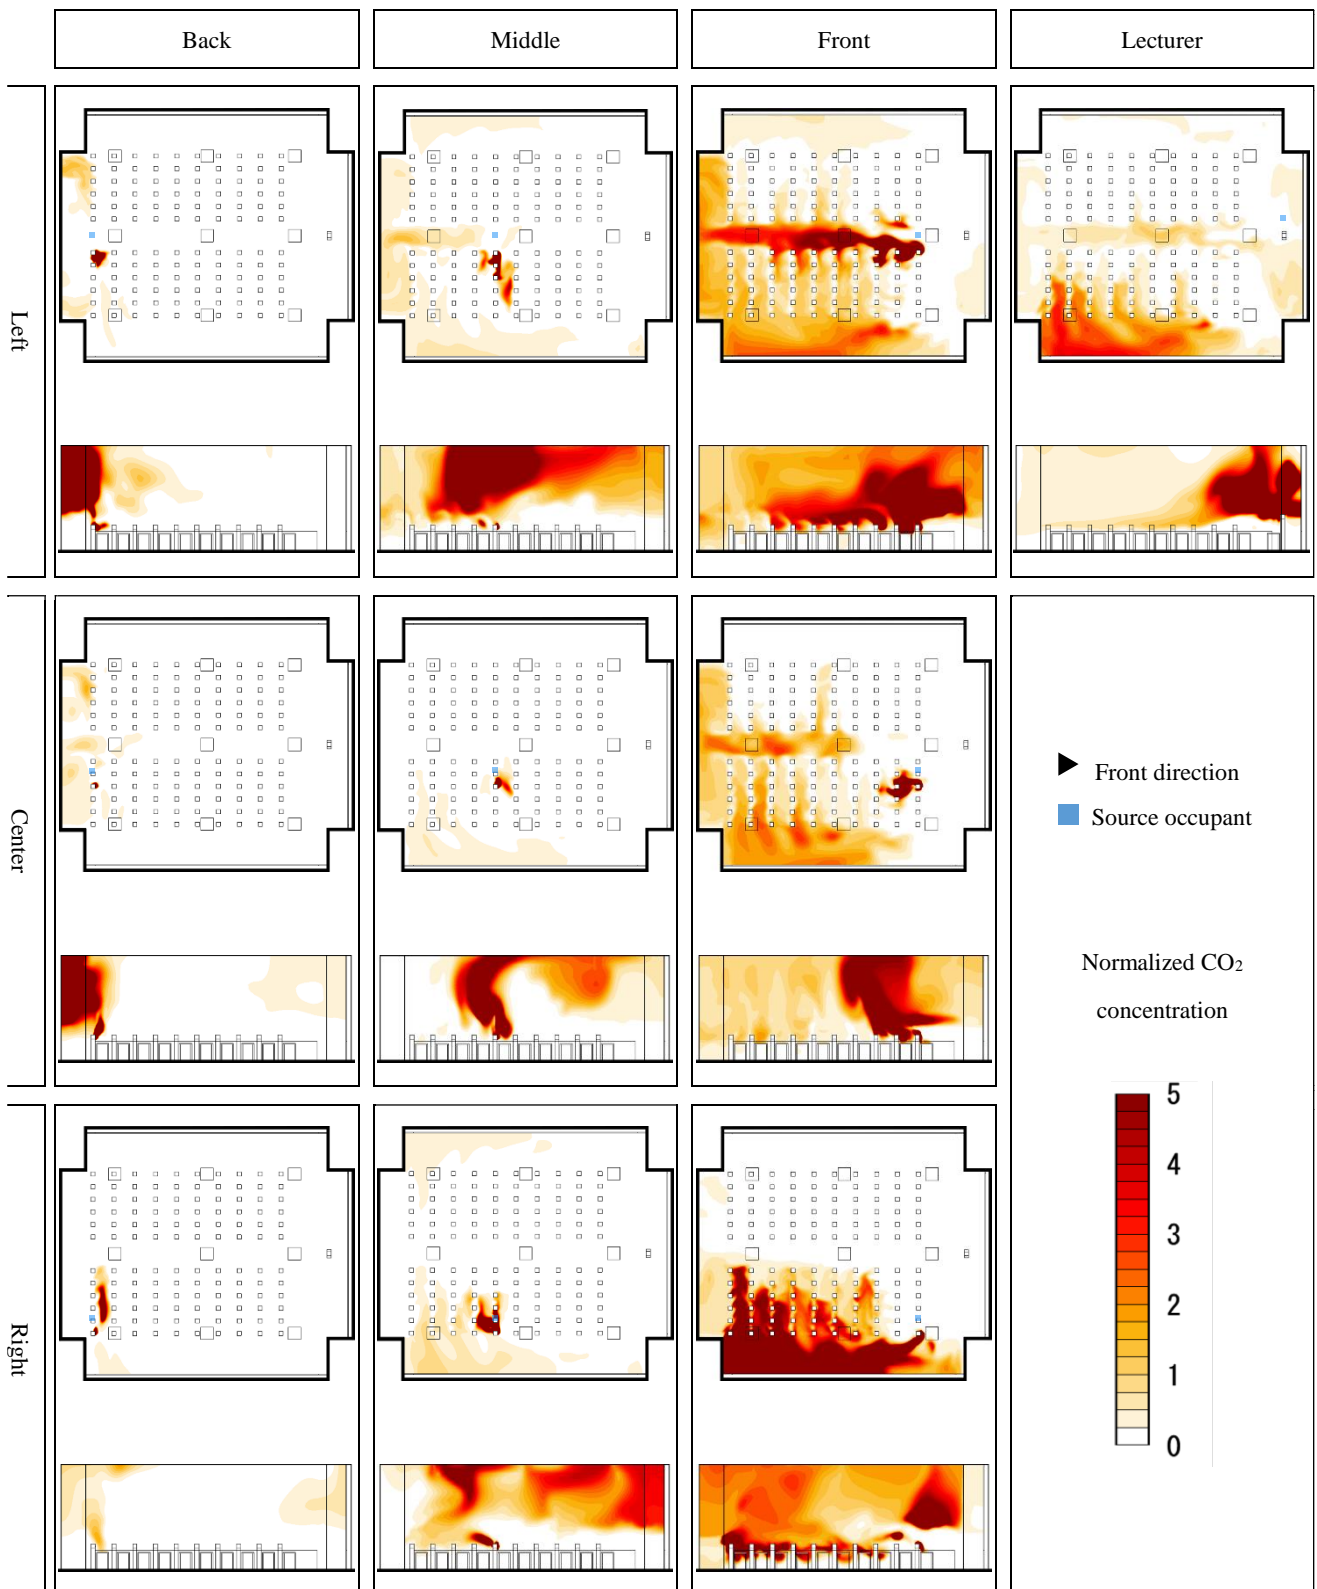 Back
Middle
Front
Lecturer
Left
Center
Right
Front direction
Source occupant
Normalized CO₂
concentration
5
4
3
2
1
0